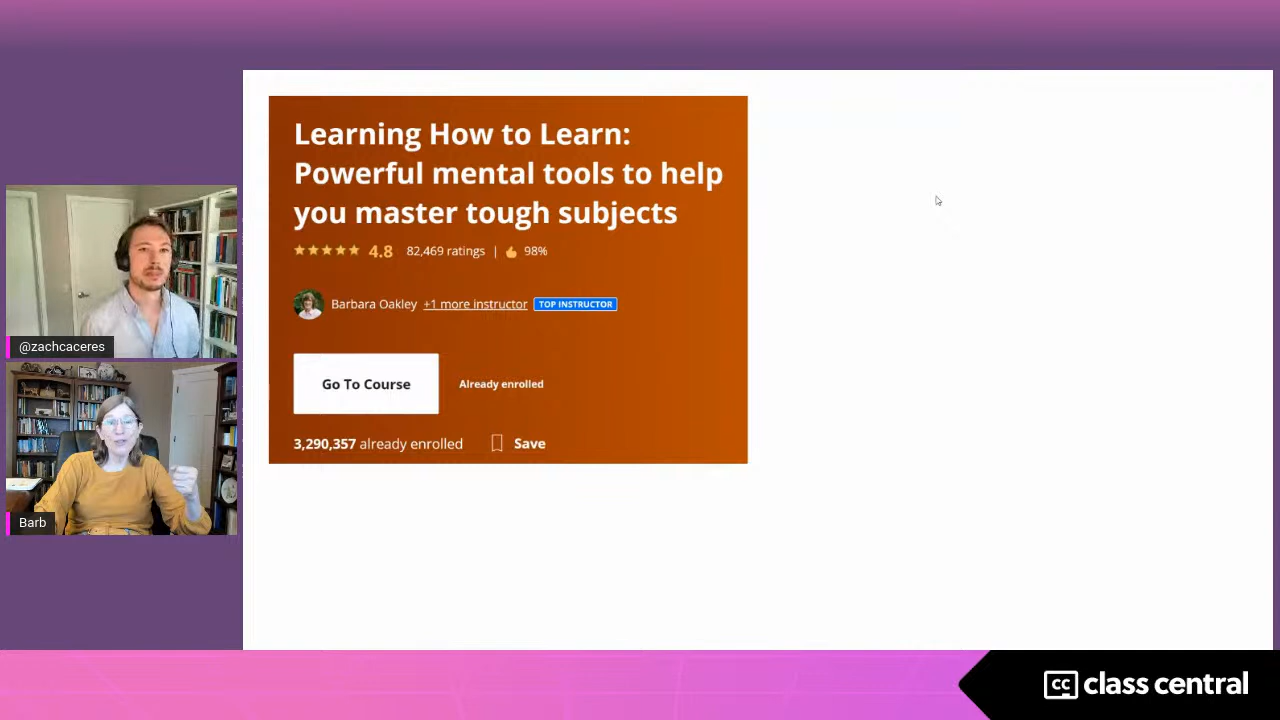 Learning How to Learn:
Powerful mental tools to help
you master tough subjects
4.8 82,469 ratings | 98%
Barbara Oakley +1 more instructor TOP INSTRUCTOR
Go To Course Already enrolled
3,290,357 already enrolled Save
@zachcaceres
Barb
cc class central